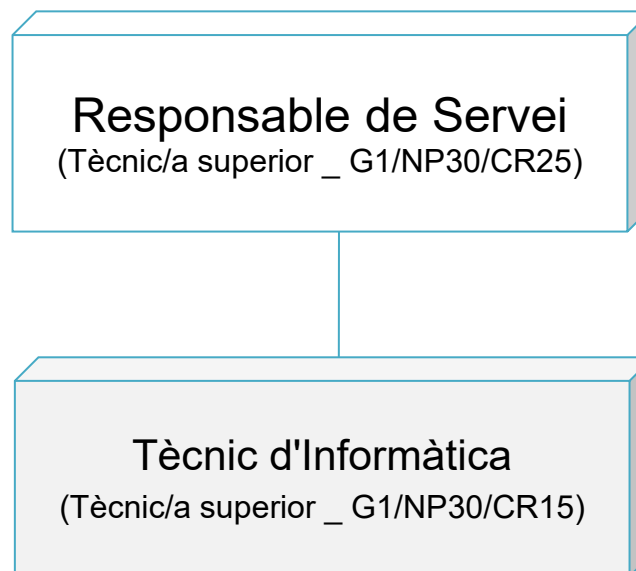 Responsable de Servei
(Tècnic/a superior _ G1/NP30/CR25)
Tècnic d'Informàtica
(Tècnic/a superior _ G1/NP30/CR15)